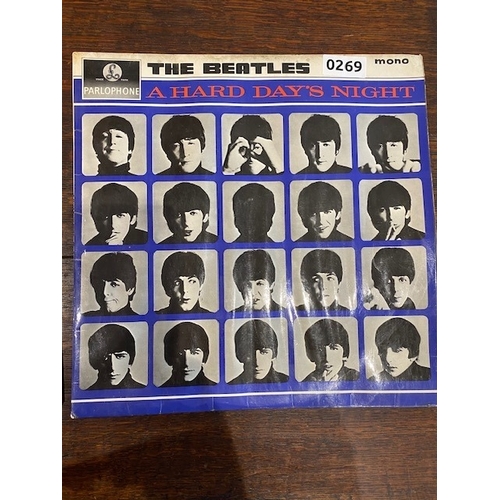 THE BEATLES 0269 mono
PARLOPHONE A HARD DAY'S NIGHT